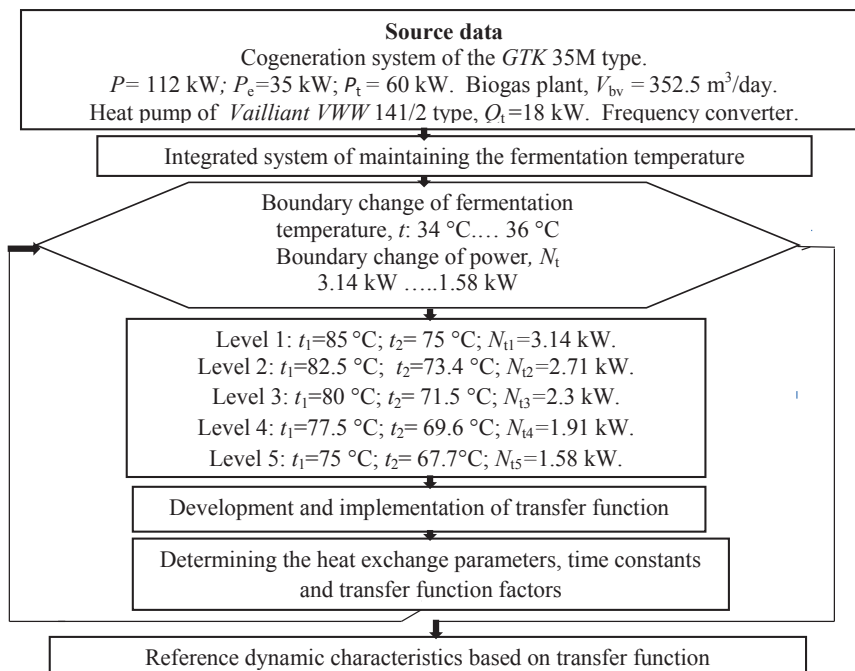 Source data
Cogeneration system of the GTK 35M type.
P= 112 kW; Pe=35 kW; Pt = 60 kW. Biogas plant, Vbv = 352.5 m³/day.
Heat pump of Vailliant VWW 141/2 type, Qt=18 kW. Frequency converter.
Integrated system of maintaining the fermentation temperature
Boundary change of fermentation
temperature, t: 34 °C.… 36 °C
Boundary change of power, Nt
3.14 kW …..1.58 kW
Level 1: t1=85 °C; t2= 75 °C; Nt1=3.14 kW.
Level 2: t1=82.5 °C; t2=73.4 °C; Nt2=2.71 kW.
Level 3: t1=80 °C; t2= 71.5 °C; Nt3=2.3 kW.
Level 4: t1=77.5 °C; t2= 69.6 °C; Nt4=1.91 kW.
Level 5: t1=75 °C; t2= 67.7°C; Nt5=1.58 kW.
Development and implementation of transfer function
Determining the heat exchange parameters, time constants
and transfer function factors
Reference dynamic characteristics based on transfer function